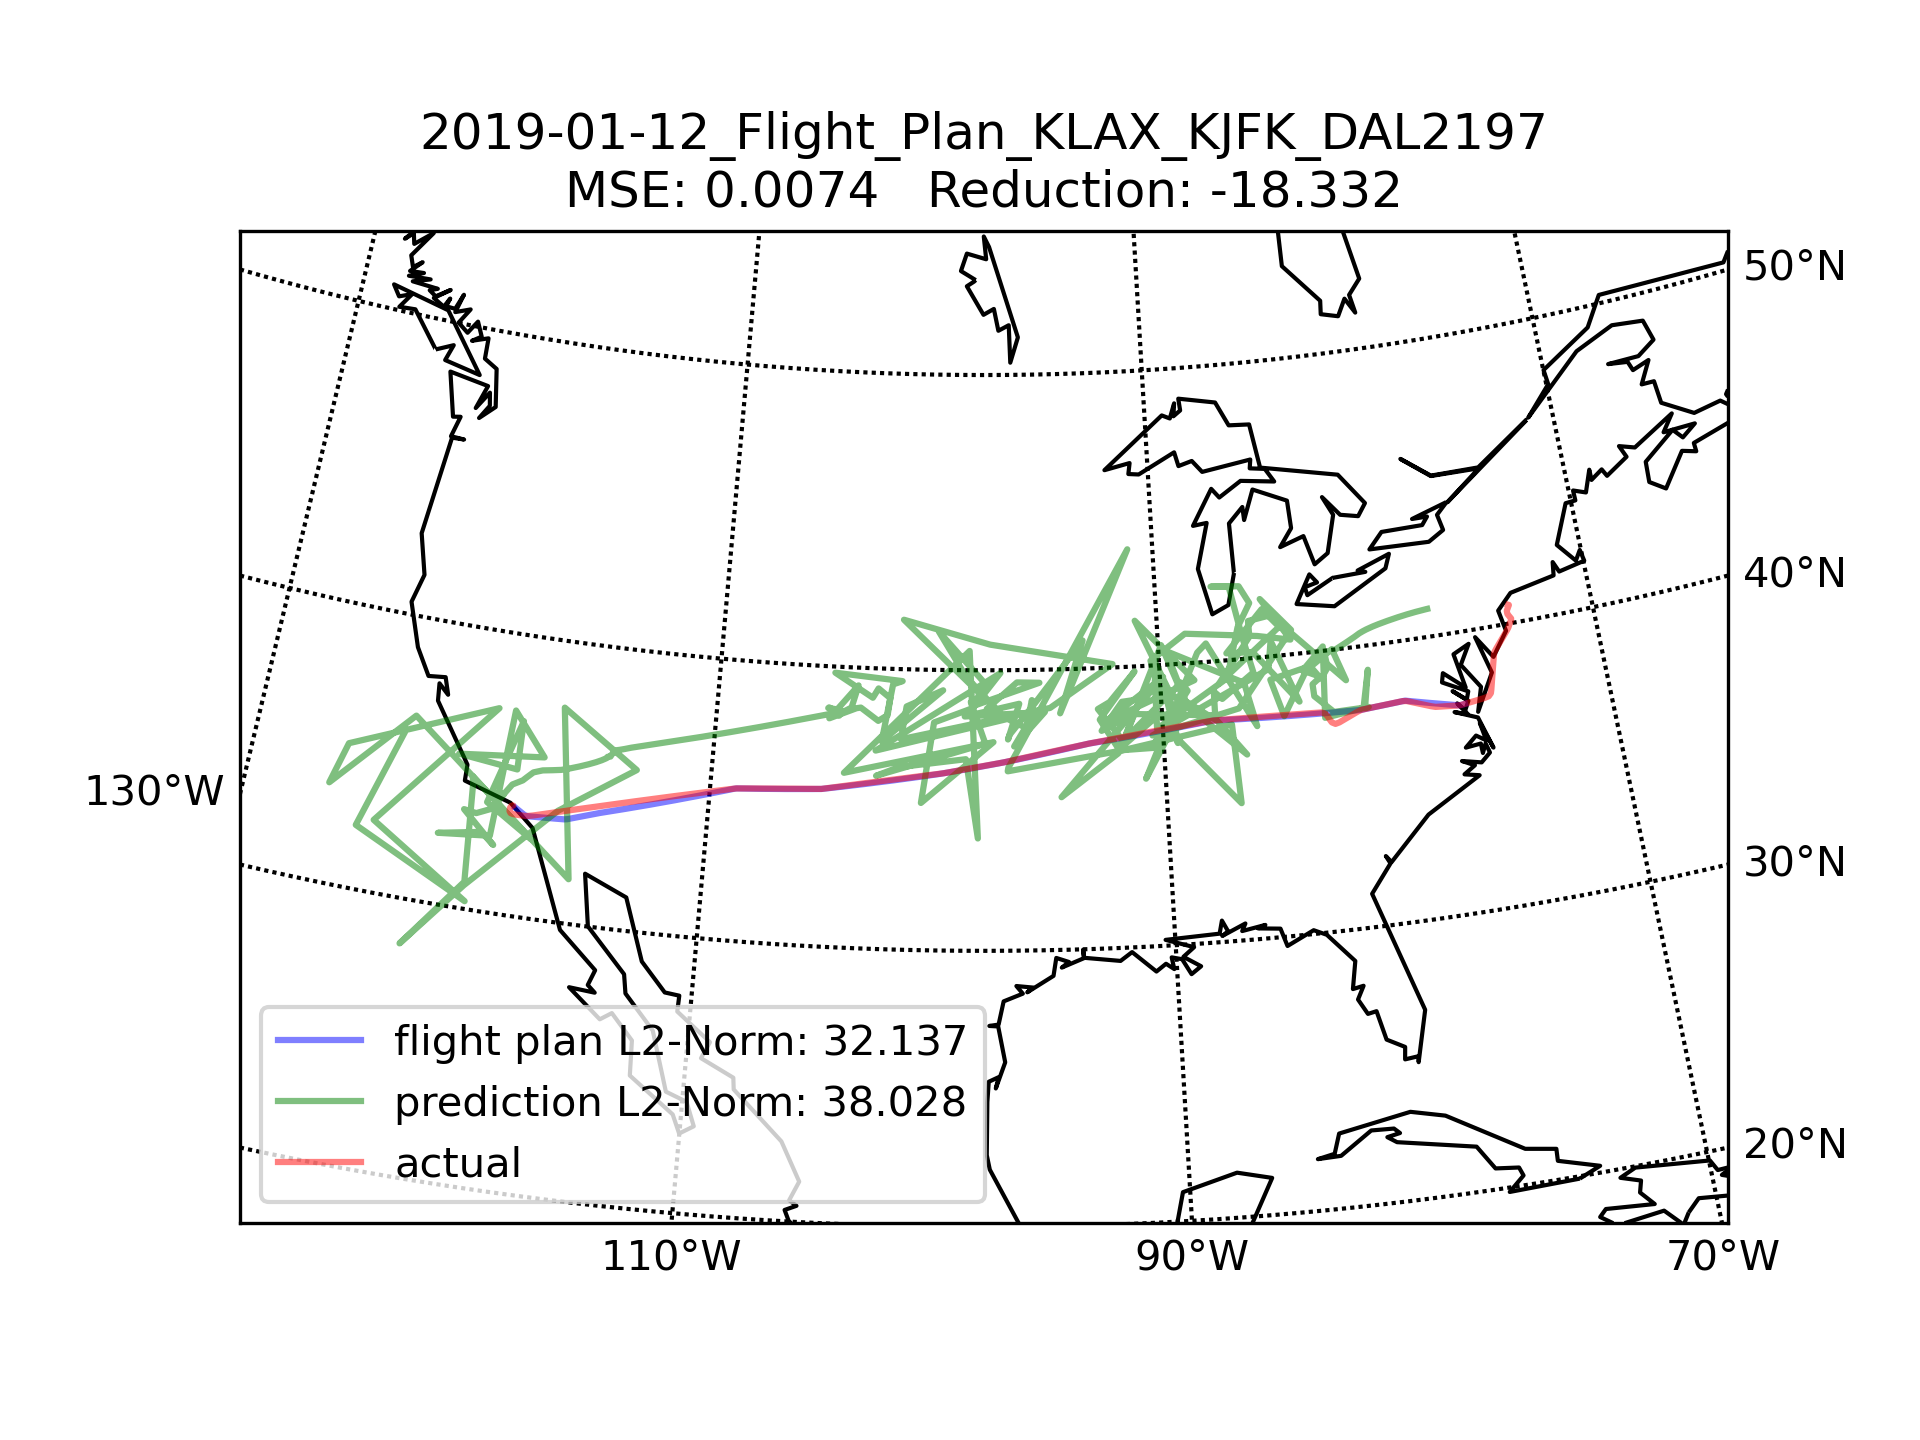 2019-01-12_Flight_Plan_KLAX_KJFK_DAL2197
MSE: 0.0074   Reduction: -18.332
50°N
40°N
130°W
30°N
20°N
flight plan L2-Norm: 32.137
prediction L2-Norm: 38.028
actual
110°W
90°W
70°W